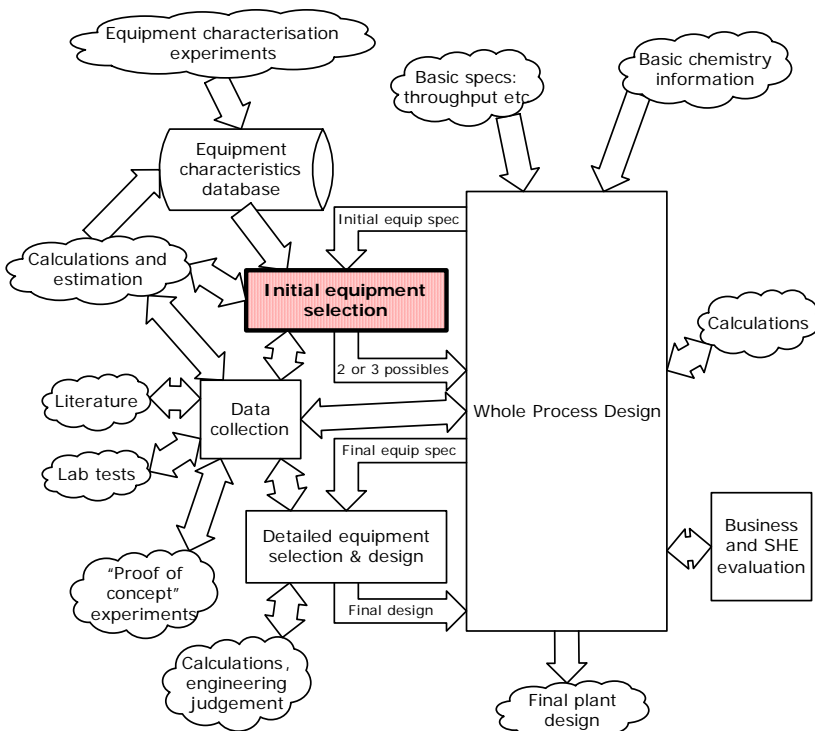 Equipment characterisation
experiments
Basic specs:
throughput etc
Basic chemistry
information
Equipment
characteristics
database
Initial equip spec
Calculations and
estimation
Initial equipment
selection
2 or 3 possibles
Calculations
Literature
Data
collection
Whole Process Design
Final equip spec
Lab tests
Detailed equipment
selection & design
Business
and SHE
evaluation
"Proof of
concept"
experiments
Final design
Calculations,
engineering
judgement
Final plant
design